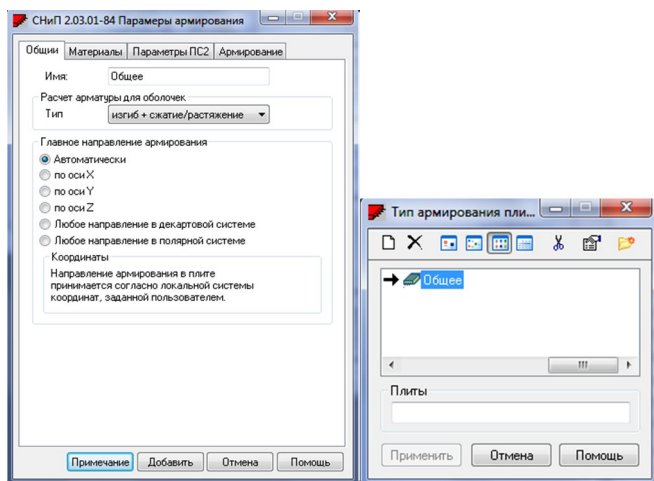 СНиП 2.03.01-84 Парамеры армирования
Общии Материалы Параметры ПС2 Армирование
Имя: Общее
Расчет арматуры для оболочек
Тип изгиб + сжатие/растяжение
Главное направление армирования
Автоматически
по оси X
по оси Y
по оси Z
Любое направление в декартовой системе
Любое направление в полярной системе
Координаты
Направление армирования в плите
принимается согласно локальной системы
координат, заданной пользователем.
Примечание Добавить Отмена Помощь
Тип армирования пли...
Общее
Плиты
Применить Отмена Помощь